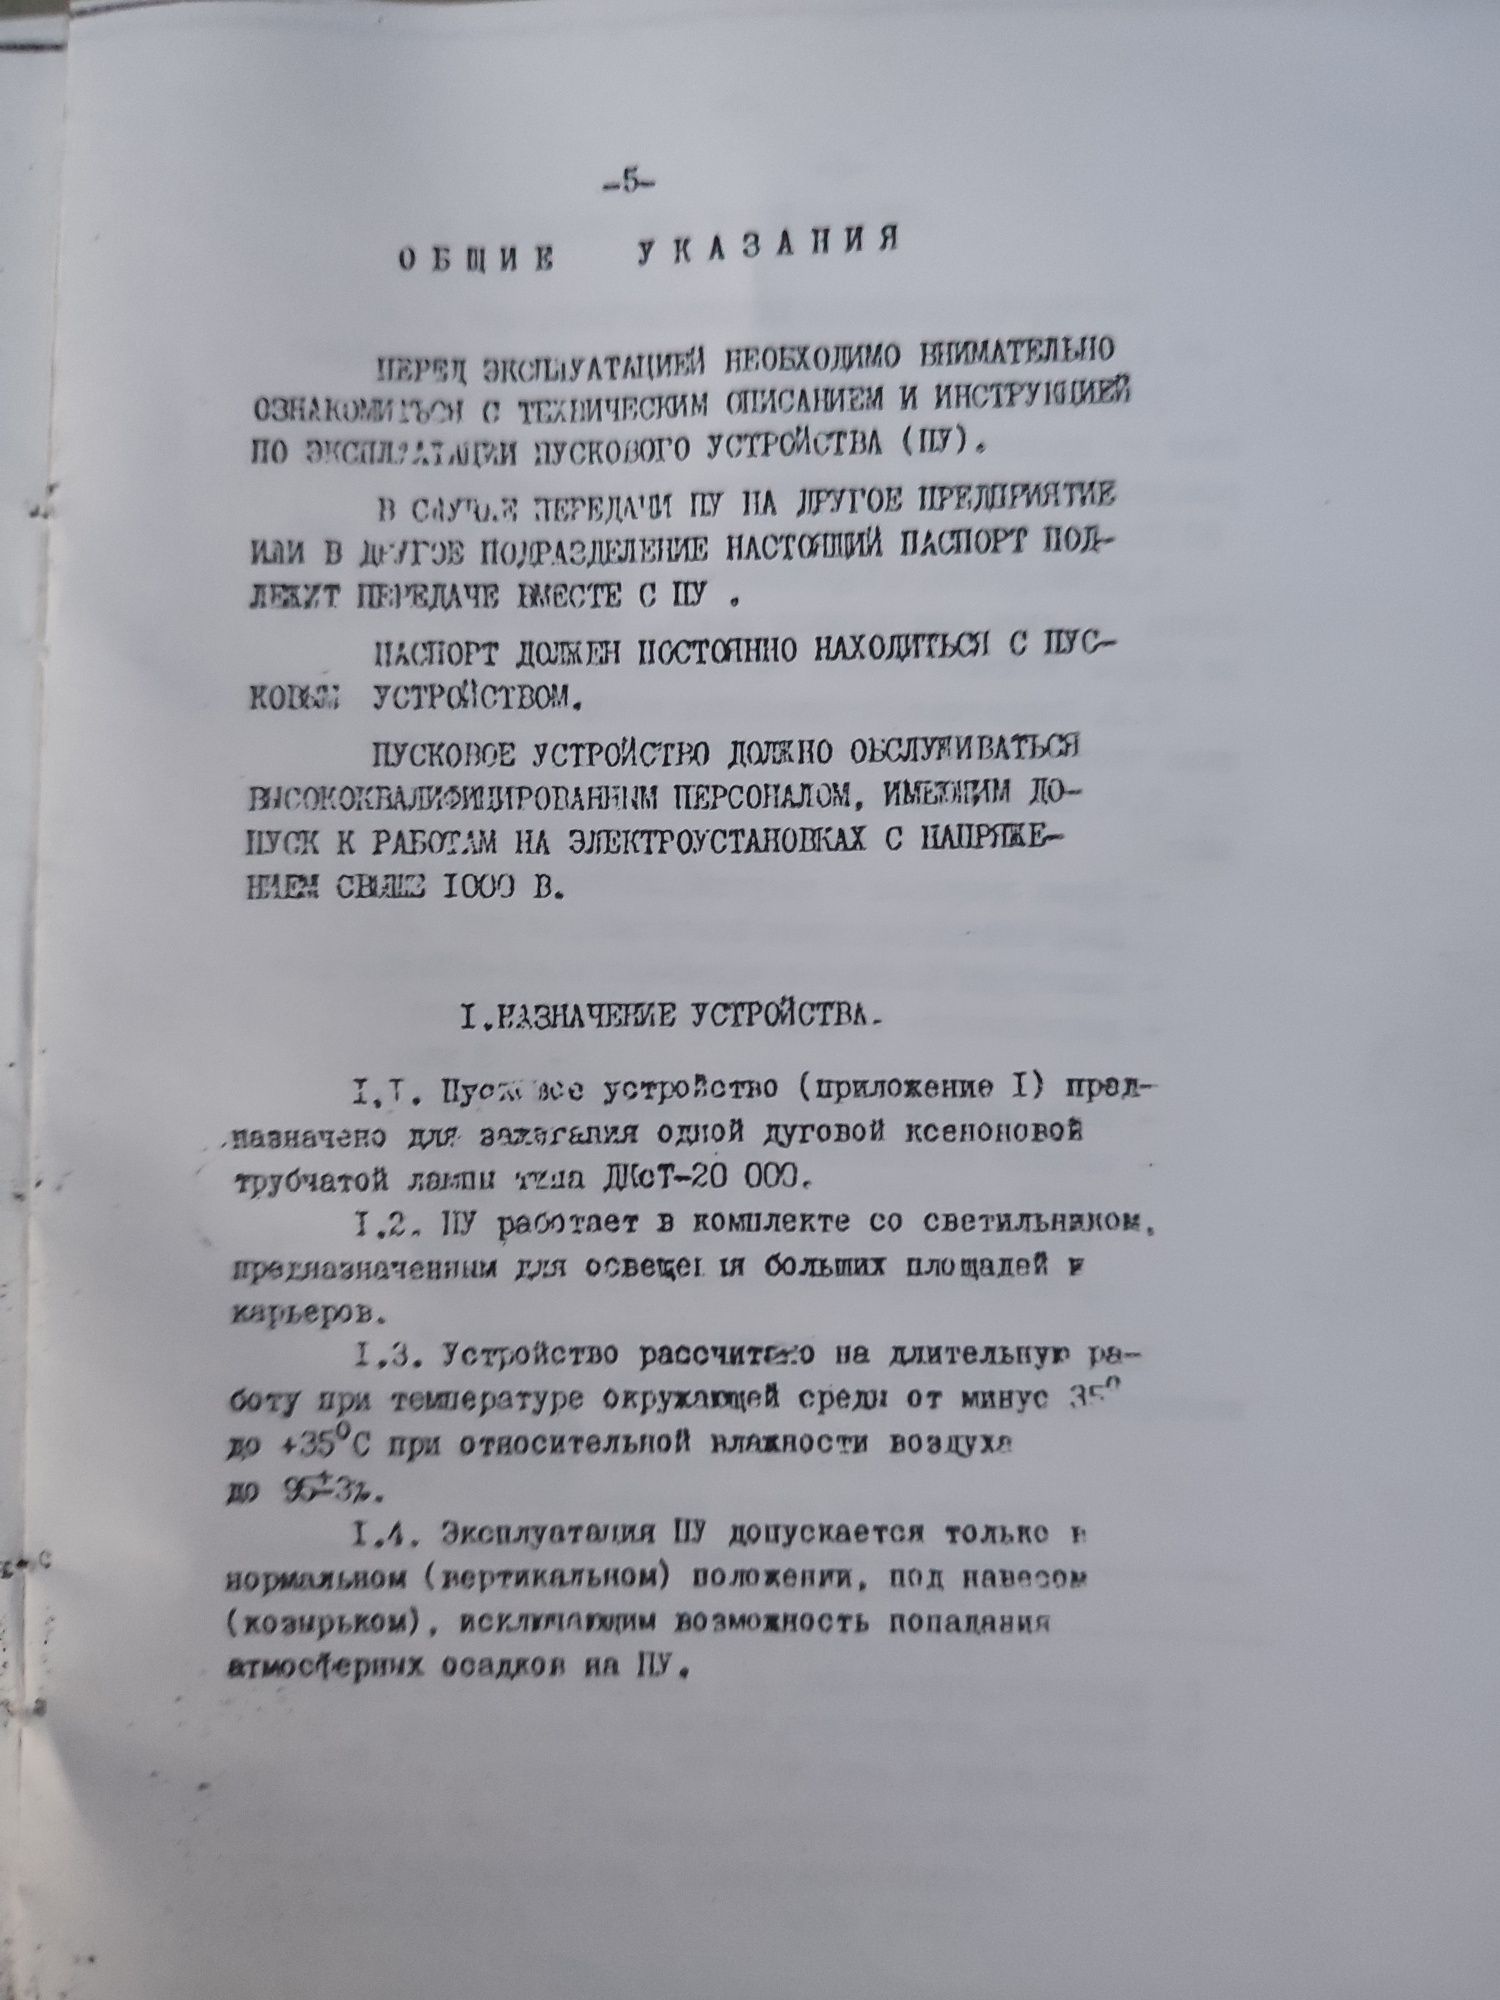 -5-
ОБЩИЕ УКАЗАНИЯ
ПЕРЕД ЭКСПЛУАТАЦИЕЙ НЕОБХОДИМО ВНИМАТЕЛЬНО
ОЗНАКОМИТЬСЯ С ТЕХНИЧЕСКИМ ОПИСАНИЕМ И ИНСТРУКЦИЕЙ
ПО ЭКСПЛУАТАЦИИ ПУСКОВОГО УСТРОЙСТВА (ПУ).
В СЛУЧАЕ ПЕРЕДАЧИ ПУ НА ДРУГОЕ ПРЕДПРИЯТИЕ
ИЛИ В ДРУГОЕ ПОДРАЗДЕЛЕНИЕ НАСТОЯЩИЙ ПАСПОРТ ПОД-
ЛЕЖИТ ПЕРЕДАЧЕ ВМЕСТЕ С ПУ .
ПАСПОРТ ДОЛЖЕН ПОСТОЯННО НАХОДИТЬСЯ С ПУС-
КОВЫМ УСТРОЙСТВОМ.
ПУСКОВОЕ УСТРОЙСТВО ДОЛЖНО ОБСЛУЖИВАТЬСЯ
ВЫСОКОКВАЛИФИЦИРОВАННЫМ ПЕРСОНАЛОМ, ИМЕЮЩИМ ДО-
ПУСК К РАБОТАМ НА ЭЛЕКТРОУСТАНОВКАХ С НАПРЯЖЕ-
НИЕМ СВЫШЕ I000 В.
I.НАЗНАЧЕНИЕ УСТРОЙСТВА.
I.I. Пусковое устройство (приложение I) пред-
назначено для зажигания одной дуговой ксеноновой
трубчатой лампы типа ДКсТ-20 000.
I.2. ПУ работает в комплекте со светильником,
предназначенным для освещения больших площадей и
карьеров.
I.3. Устройство рассчитано на длительную ра-
боту при температуре окружающей среды от минус 35⁰
до +35⁰С при относительной влажности воздуха
до 95±3%.
I.4. Эксплуатация ПУ допускается только в
нормальном (вертикальном) положении, под навесом
(козырьком), исключающим возможность попадания
атмосферных осадков на ПУ.